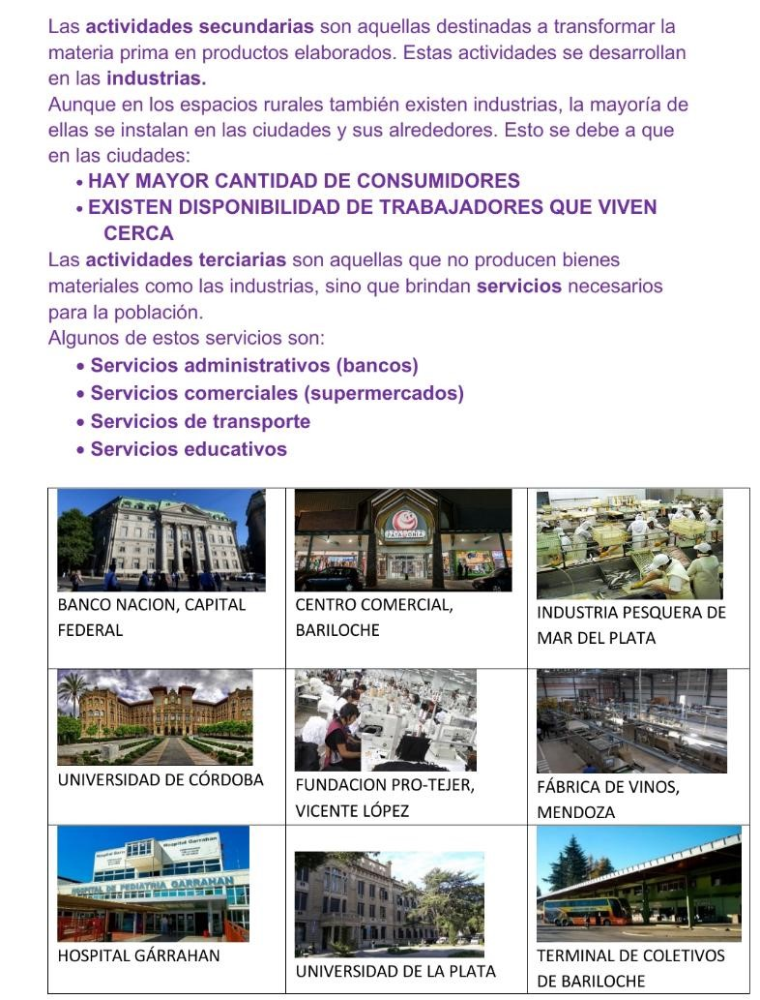 Las actividades secundarias son aquellas destinadas a transformar la
materia prima en productos elaborados. Estas actividades se desarrollan
en las industrias.
Aunque en los espacios rurales también existen industrias, la mayoría de
ellas se instalan en las ciudades y sus alrededores. Esto se debe a que
en las ciudades:
• HAY MAYOR CANTIDAD DE CONSUMIDORES
• EXISTEN DISPONIBILIDAD DE TRABAJADORES QUE VIVEN
CERCA
Las actividades terciarias son aquellas que no producen bienes
materiales como las industrias, sino que brindan servicios necesarios
para la población.
Algunos de estos servicios son:
• Servicios administrativos (bancos)
• Servicios comerciales (supermercados)
• Servicios de transporte
• Servicios educativos
BANCO NACION, CAPITAL
FEDERAL
PATAGONIA
CENTRO COMERCIAL,
BARILOCHE
INDUSTRIA PESQUERA DE
MAR DEL PLATA
UNIVERSIDAD DE CÓRDOBA
FUNDACION PRO-TEJER,
VICENTE LÓPEZ
FÁBRICA DE VINOS,
MENDOZA
Hospital Garrahan
HOSPITAL DE PEDIATRIA GARRAHAN
HOSPITAL GÁRRAHAN
UNIVERSIDAD DE LA PLATA
TERMINAL DE COLETIVOS
DE BARILOCHE